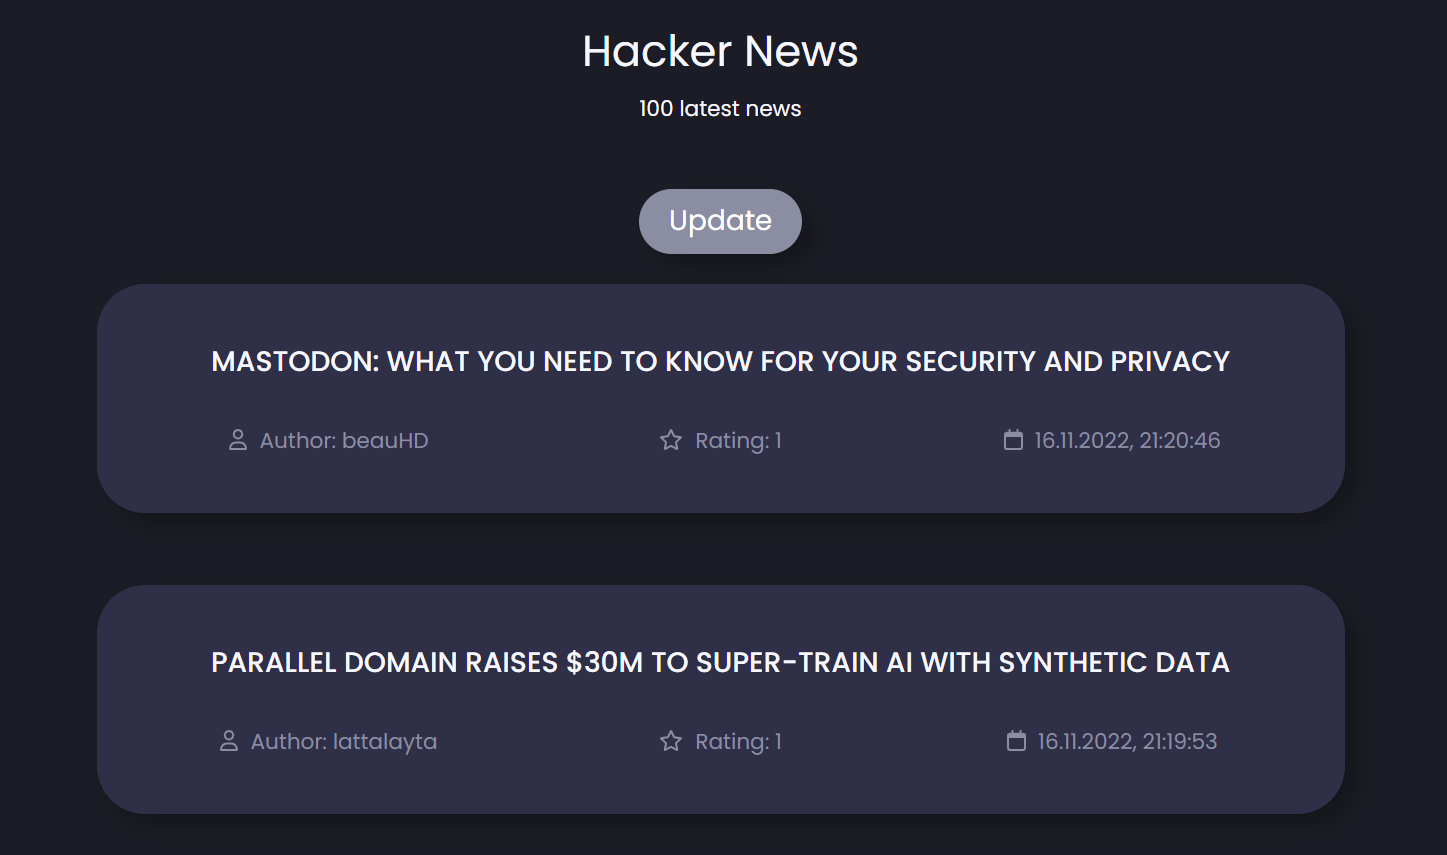 Hacker News
100 latest news
Update
MASTODON: WHAT YOU NEED TO KNOW FOR YOUR SECURITY AND PRIVACY
Author: beauHD Rating: 1 16.11.2022, 21:20:46
PARALLEL DOMAIN RAISES $30M TO SUPER-TRAIN AI WITH SYNTHETIC DATA
Author: lattalayta Rating: 1 16.11.2022, 21:19:53